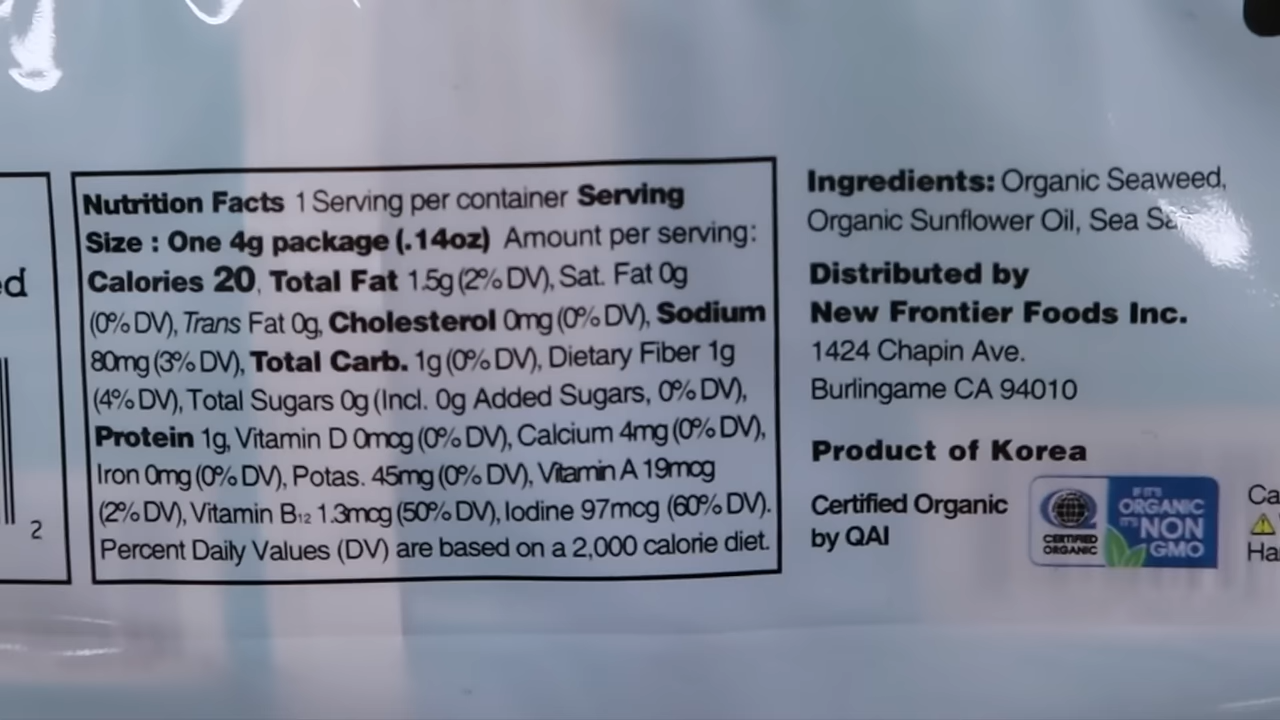 ed
2
Nutrition Facts 1 Serving per container Serving
Size : One 4g package (.14oz) Amount per serving:
Calories 20, Total Fat 1.5g (2% DV), Sat. Fat 0g
(0% DV), Trans Fat 0g, Cholesterol 0mg (0% DV), Sodium
80mg (3% DV), Total Carb. 1g (0% DV), Dietary Fiber 1g
(4% DV), Total Sugars 0g (Incl. 0g Added Sugars, 0% DV),
Protein 1g, Vitamin D 0mcg (0% DV), Calcium 4mg (0% DV),
Iron 0mg (0% DV), Potas. 45mg (0% DV), Vitamin A 19mcg
(2% DV), Vitamin B12 1.3mcg (50% DV), Iodine 97mcg (60% DV).
Percent Daily Values (DV) are based on a 2,000 calorie diet.
Ingredients: Organic Seaweed,
Organic Sunflower Oil, Sea
Distributed by
New Frontier Foods Inc.
1424 Chapin Ave.
Burlingame CA 94010
Product of Korea
Certified Organic
by QAI
CERTIFIED
ORGANIC
IF IT'S
ORGANIC
IT'S NON
GMO
Ca
Ha